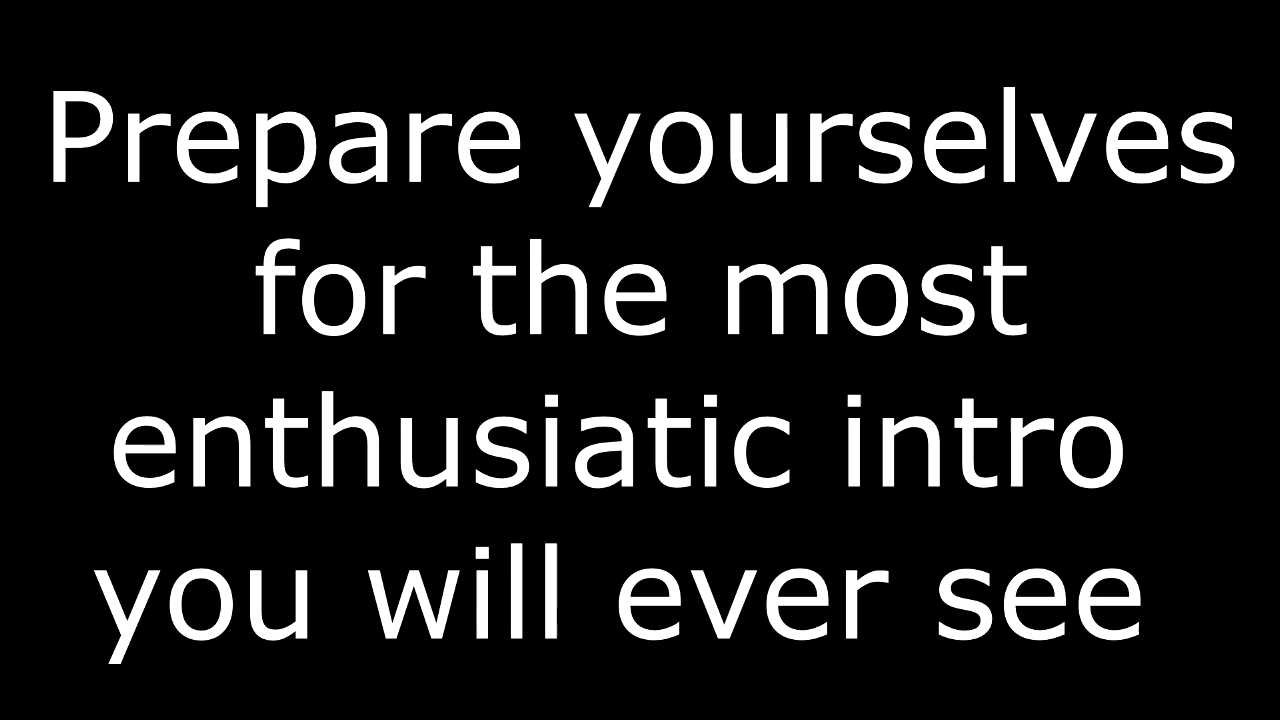 Prepare yourselves
for the most
enthusiatic intro
you will ever see